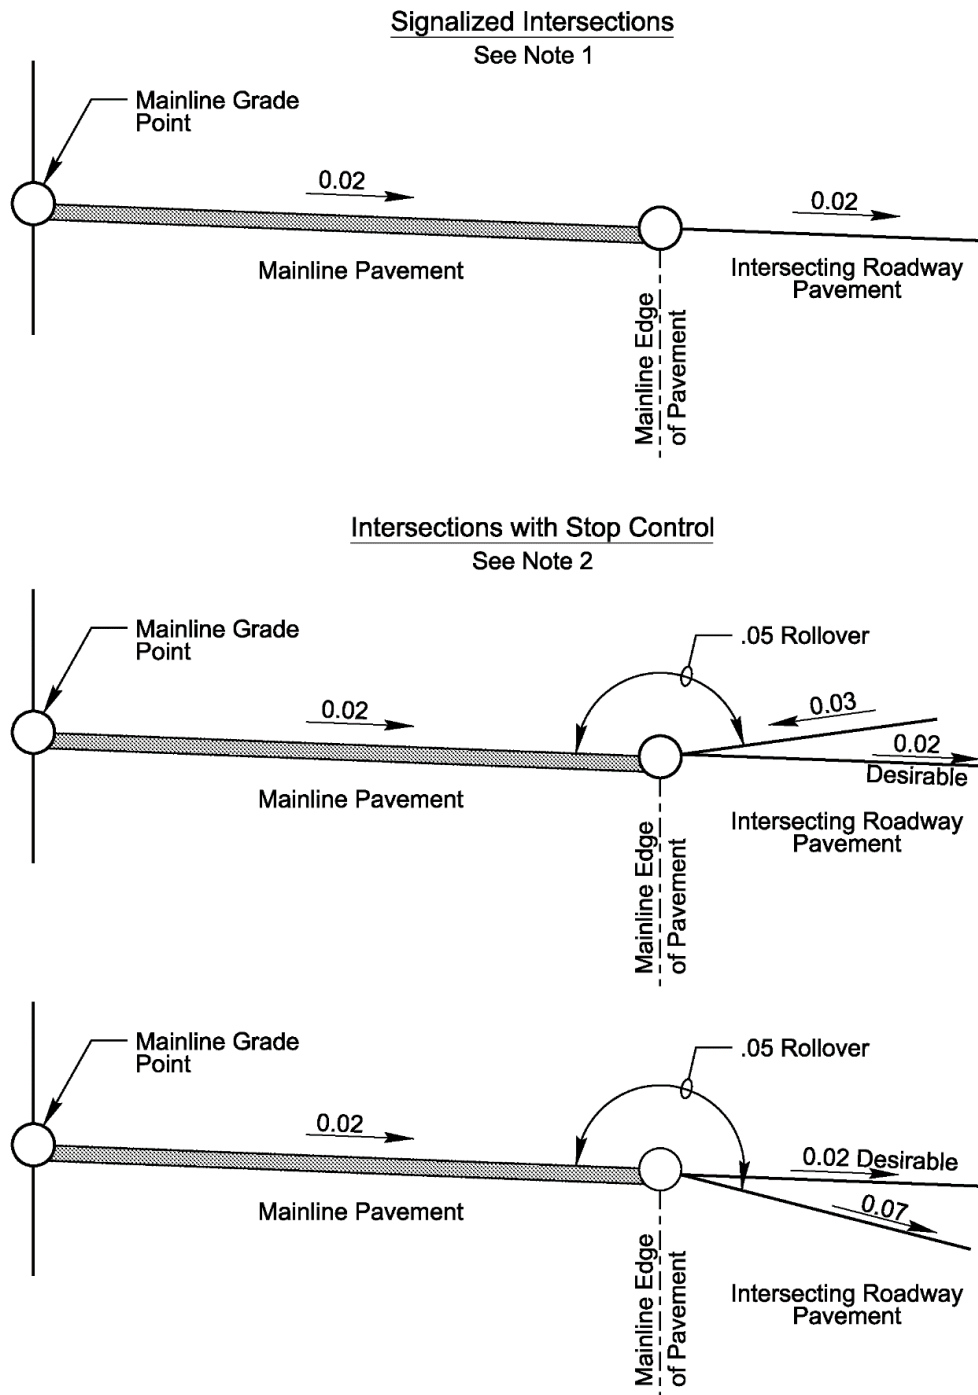 Signalized Intersections
See Note 1
Mainline Grade
Point
0.02
0.02
Mainline Pavement
Intersecting Roadway
Pavement
Mainline Edge
of Pavement
Intersections with Stop Control
See Note 2
Mainline Grade
Point
.05 Rollover
0.02
0.03
0.02
Desirable
Mainline Pavement
Intersecting Roadway
Pavement
Mainline Edge
of Pavement
Mainline Grade
Point
.05 Rollover
0.02
0.02 Desirable
0.07
Mainline Pavement
Intersecting Roadway
Pavement
Mainline Edge
of Pavement